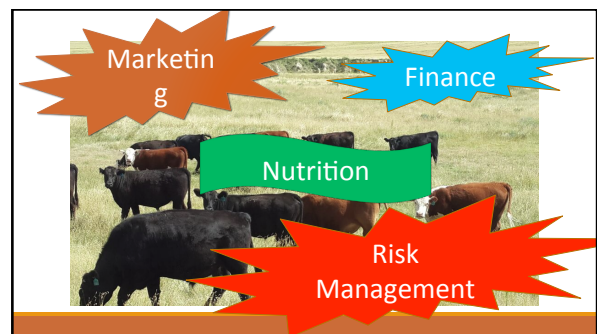 Marketin
g
Finance
Nutrition
Risk
Management